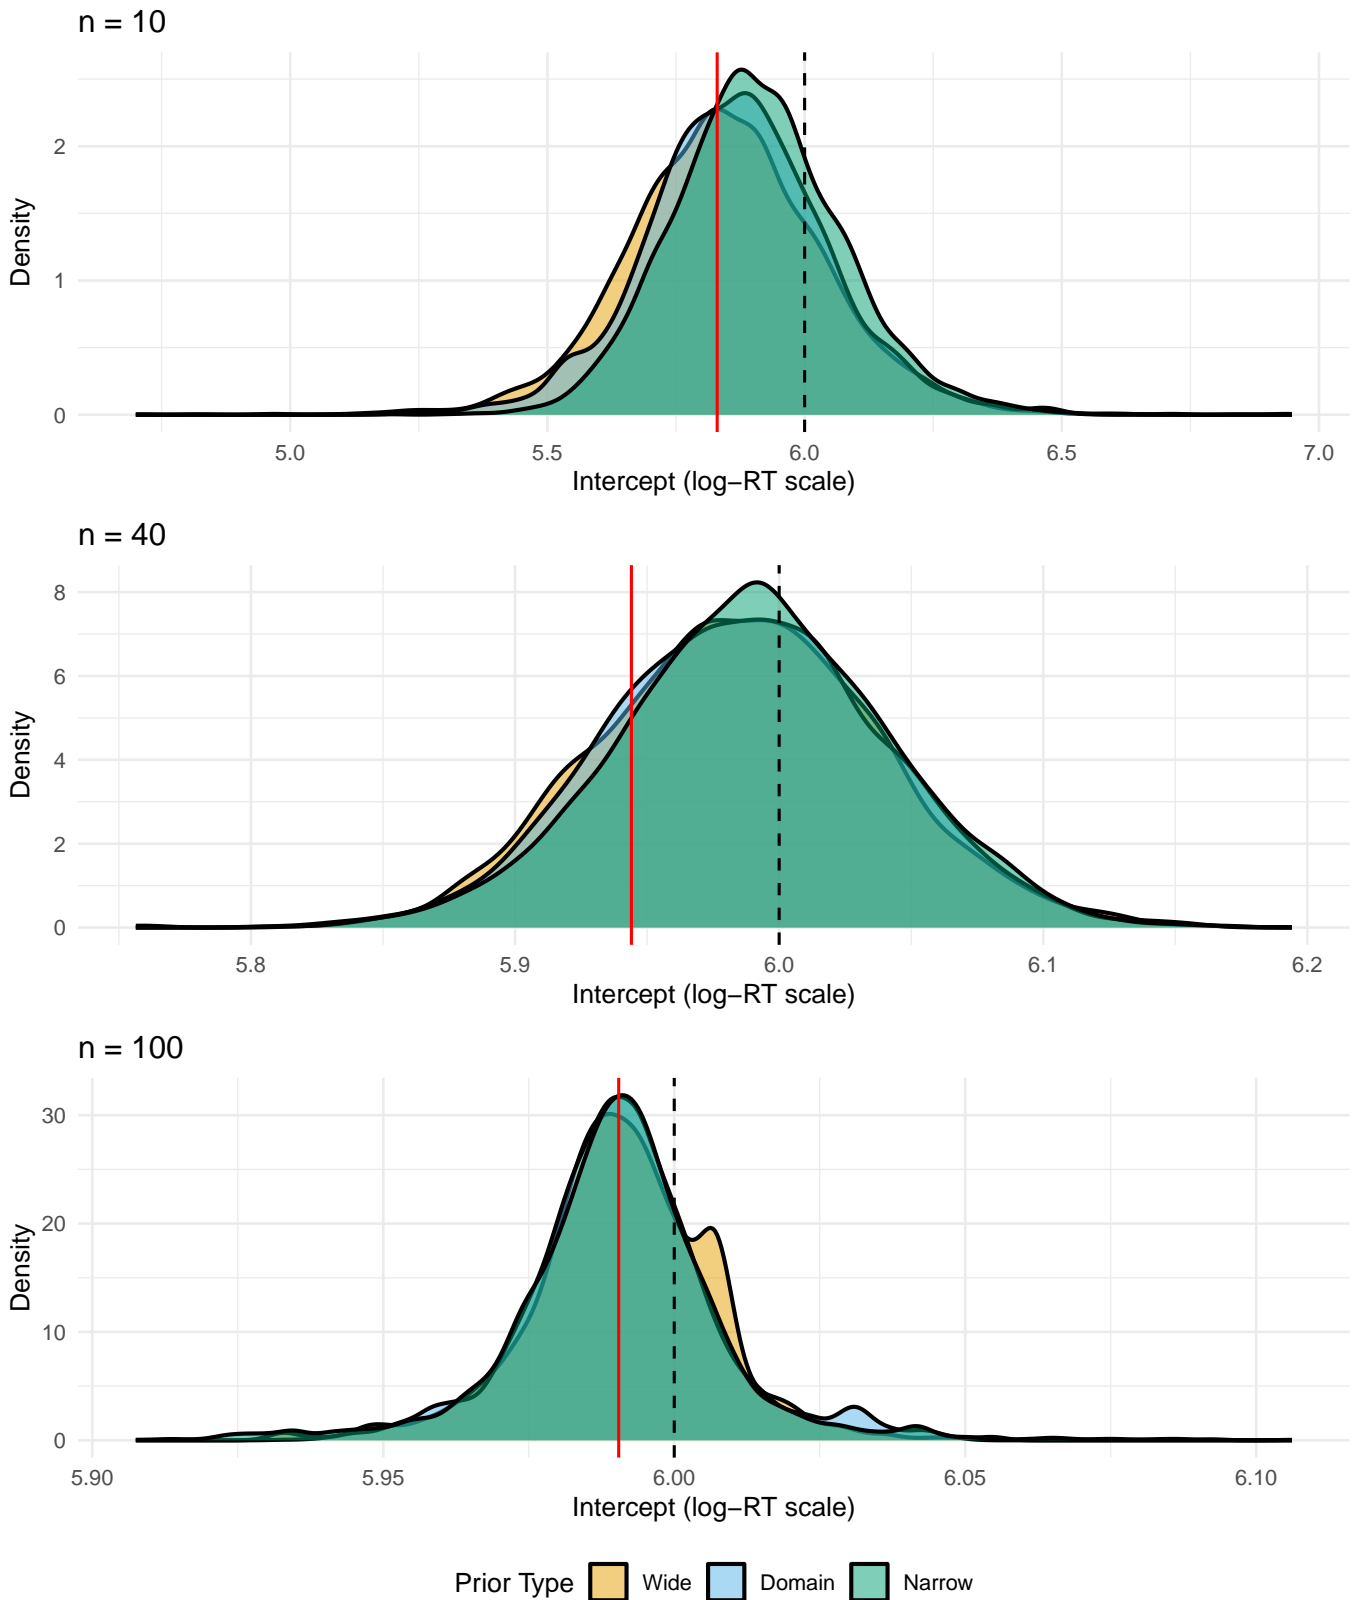 n = 10
Density
2
1
0
5.0 5.5 6.0 6.5 7.0
Intercept (log−RT scale)
n = 40
Density
8
6
4
2
0
5.8 5.9 6.0 6.1 6.2
Intercept (log−RT scale)
n = 100
Density
30
20
10
0
5.90 5.95 6.00 6.05 6.10
Intercept (log−RT scale)
Prior Type Wide Domain Narrow